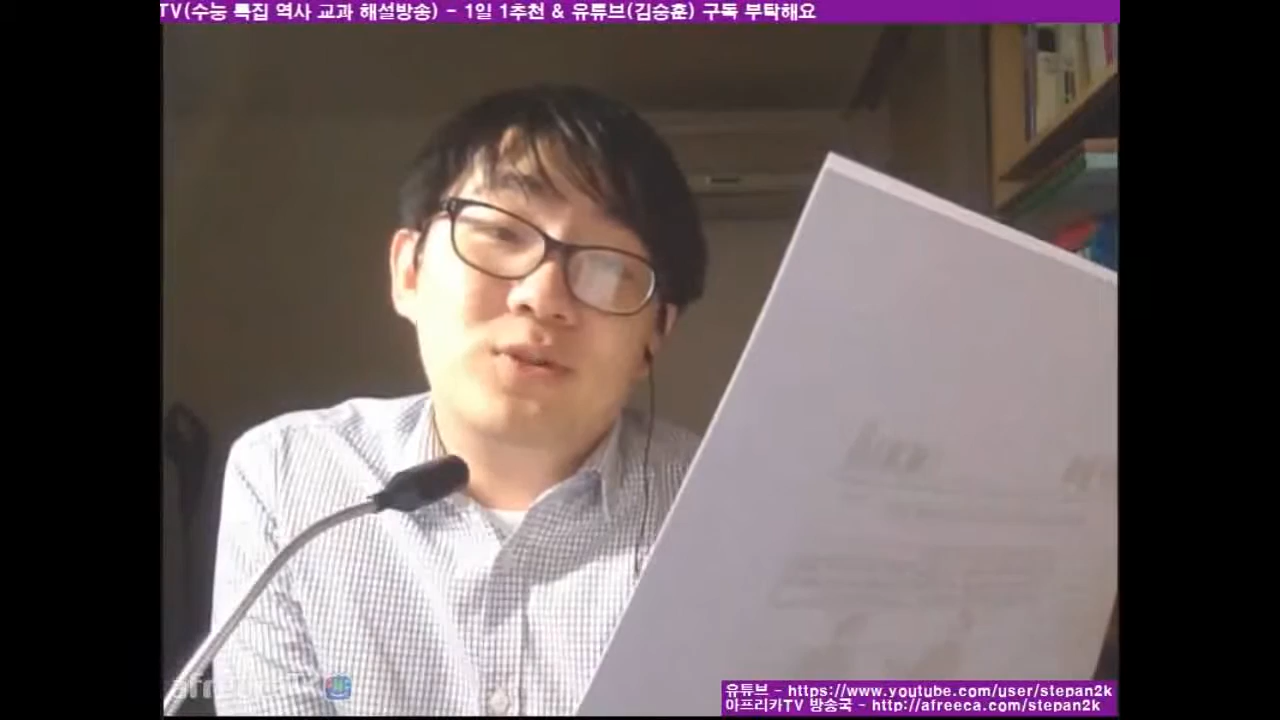 TV(수능 특집 역사 교과 해설방송) - 1일 1추천 & 유튜브(김승훈) 구독 부탁해요
유튜브 - https://www.youtube.com/user/stepan2k
아프리카TV 방송국 - http://afreeca.com/stepan2k